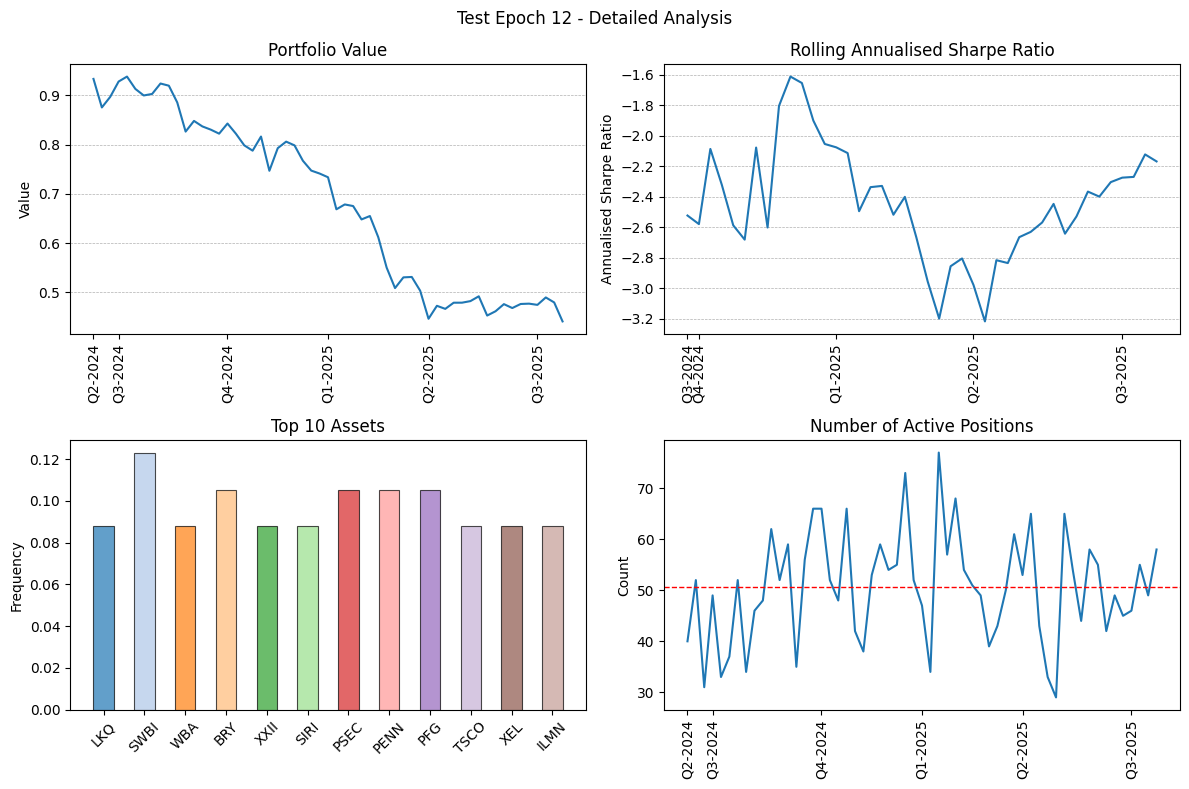 Test Epoch 12 - Detailed Analysis
Portfolio Value
Value
0.9
0.8
0.7
0.6
0.5
Q2-2024
Q3-2024
Q4-2024
Q1-2025
Q2-2025
Q3-2025
Rolling Annualised Sharpe Ratio
Annualised Sharpe Ratio
−1.6
−1.8
−2.0
−2.2
−2.4
−2.6
−2.8
−3.0
−3.2
Q3-2024
Q4-2024
Q1-2025
Q2-2025
Q3-2025
Top 10 Assets
Frequency
0.12
0.10
0.08
0.06
0.04
0.02
0.00
LKQ
SWBI
WBA
BRY
XXII
SIRI
PSEC
PENN
PFG
TSCO
XEL
ILMN
Number of Active Positions
Count
70
60
50
40
30
Q2-2024
Q3-2024
Q4-2024
Q1-2025
Q2-2025
Q3-2025